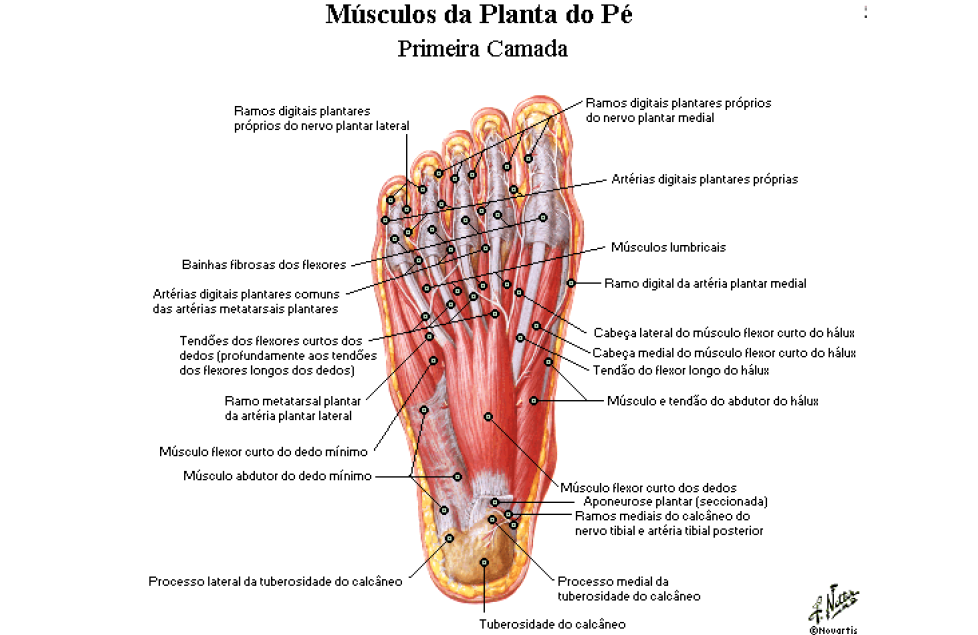 Músculos da Planta do Pé
Primeira Camada
Ramos digitais plantares
próprios do nervo plantar lateral
Ramos digitais plantares próprios
do nervo plantar medial
Artérias digitais plantares próprias
Músculos lumbricais
Bainhas fibrosas dos flexores
Ramo digital da artéria plantar medial
Artérias digitais plantares comuns
das artérias metatarsais plantares
Cabeça lateral do músculo flexor curto do hálux
Tendões dos flexores curtos dos
dedos (profundamente aos tendões
dos flexores longos dos dedos)
Cabeça medial do músculo flexor curto do hálux
Tendão do flexor longo do hálux
Ramo metatarsal plantar
da artéria plantar lateral
Músculo e tendão do abdutor do hálux
Músculo flexor curto do dedo mínimo
Músculo abdutor do dedo mínimo
Músculo flexor curto dos dedos
Aponeurose plantar (seccionada)
Ramos mediais do calcâneo do
nervo tibial e artéria tibial posterior
Processo lateral da tuberosidade do calcâneo
Processo medial da
tuberosidade do calcâneo
Tuberosidade do calcâneo
F. Netter
©Novartis